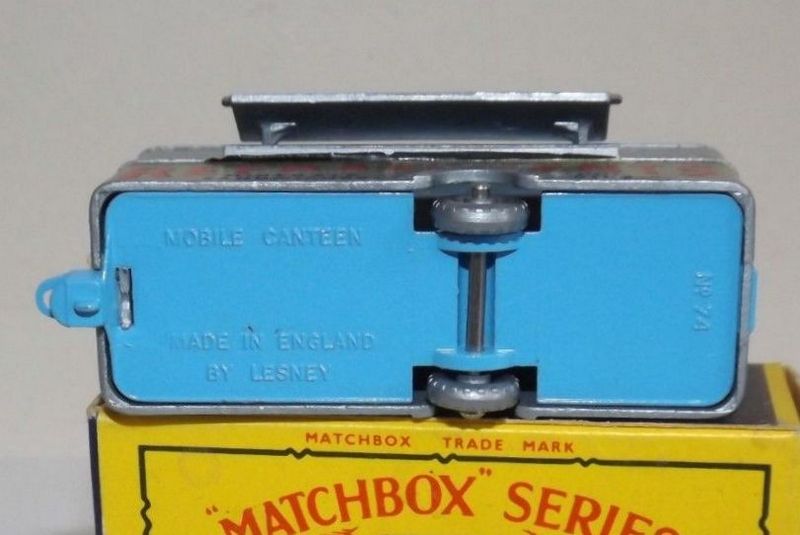 MOBILE CANTEEN
MADE IN ENGLAND
BY LESNEY
Nº 74
MATCHBOX TRADE MARK
"MATCHBOX" SERIES